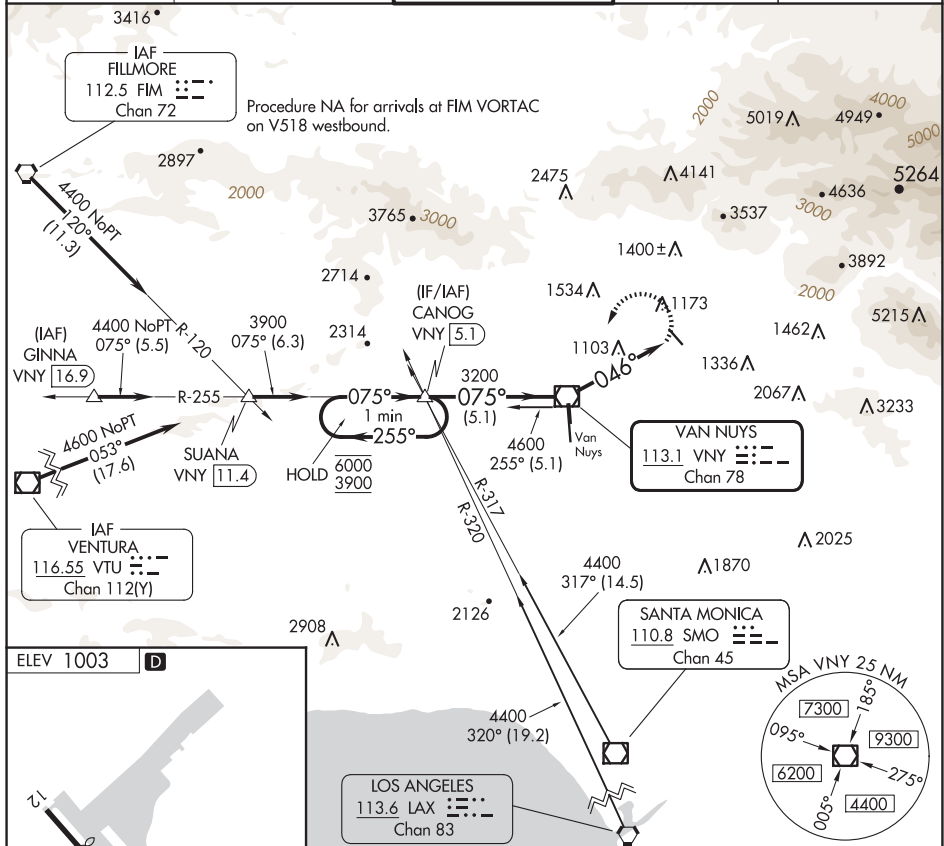 3416
IAF
FILLMORE
112.5 FIM
Chan 72
Procedure NA for arrivals at FIM VORTAC
on V518 westbound.
2897
2000
2000
5019
4949
4000
5000
5264
2475
4141
4636
3000
3537
3765
3000
1400±
3892
2000
4400 NoPT
120°
(11.3)
2714
(IF/IAF)
CANOG
VNY 5.1
1534
1173
5215
1462
(IAF)
GINNA
VNY 16.9
4400 NoPT
075° (5.5)
R-120
3900
075° (6.3)
2314
1103
1336
046°
3200
R-255
075°
1 min
255°
075°
(5.1)
2067
3233
4600 NoPT
053°
(17.6)
SUANA
VNY 11.4
HOLD
6000
3900
4600
255° (5.1)
Van
Nuys
VAN NUYS
113.1 VNY
Chan 78
R-317
R-320
IAF
VENTURA
116.55 VTU
Chan 112(Y)
2025
1870
4400
317° (14.5)
2126
2908
SANTA MONICA
110.8 SMO
Chan 45
ELEV 1003 D
MSA VNY 25 NM
7300
185°
095°
9300
6200
275°
005°
4400
4400
320° (19.2)
LOS ANGELES
113.6 LAX
Chan 83
12